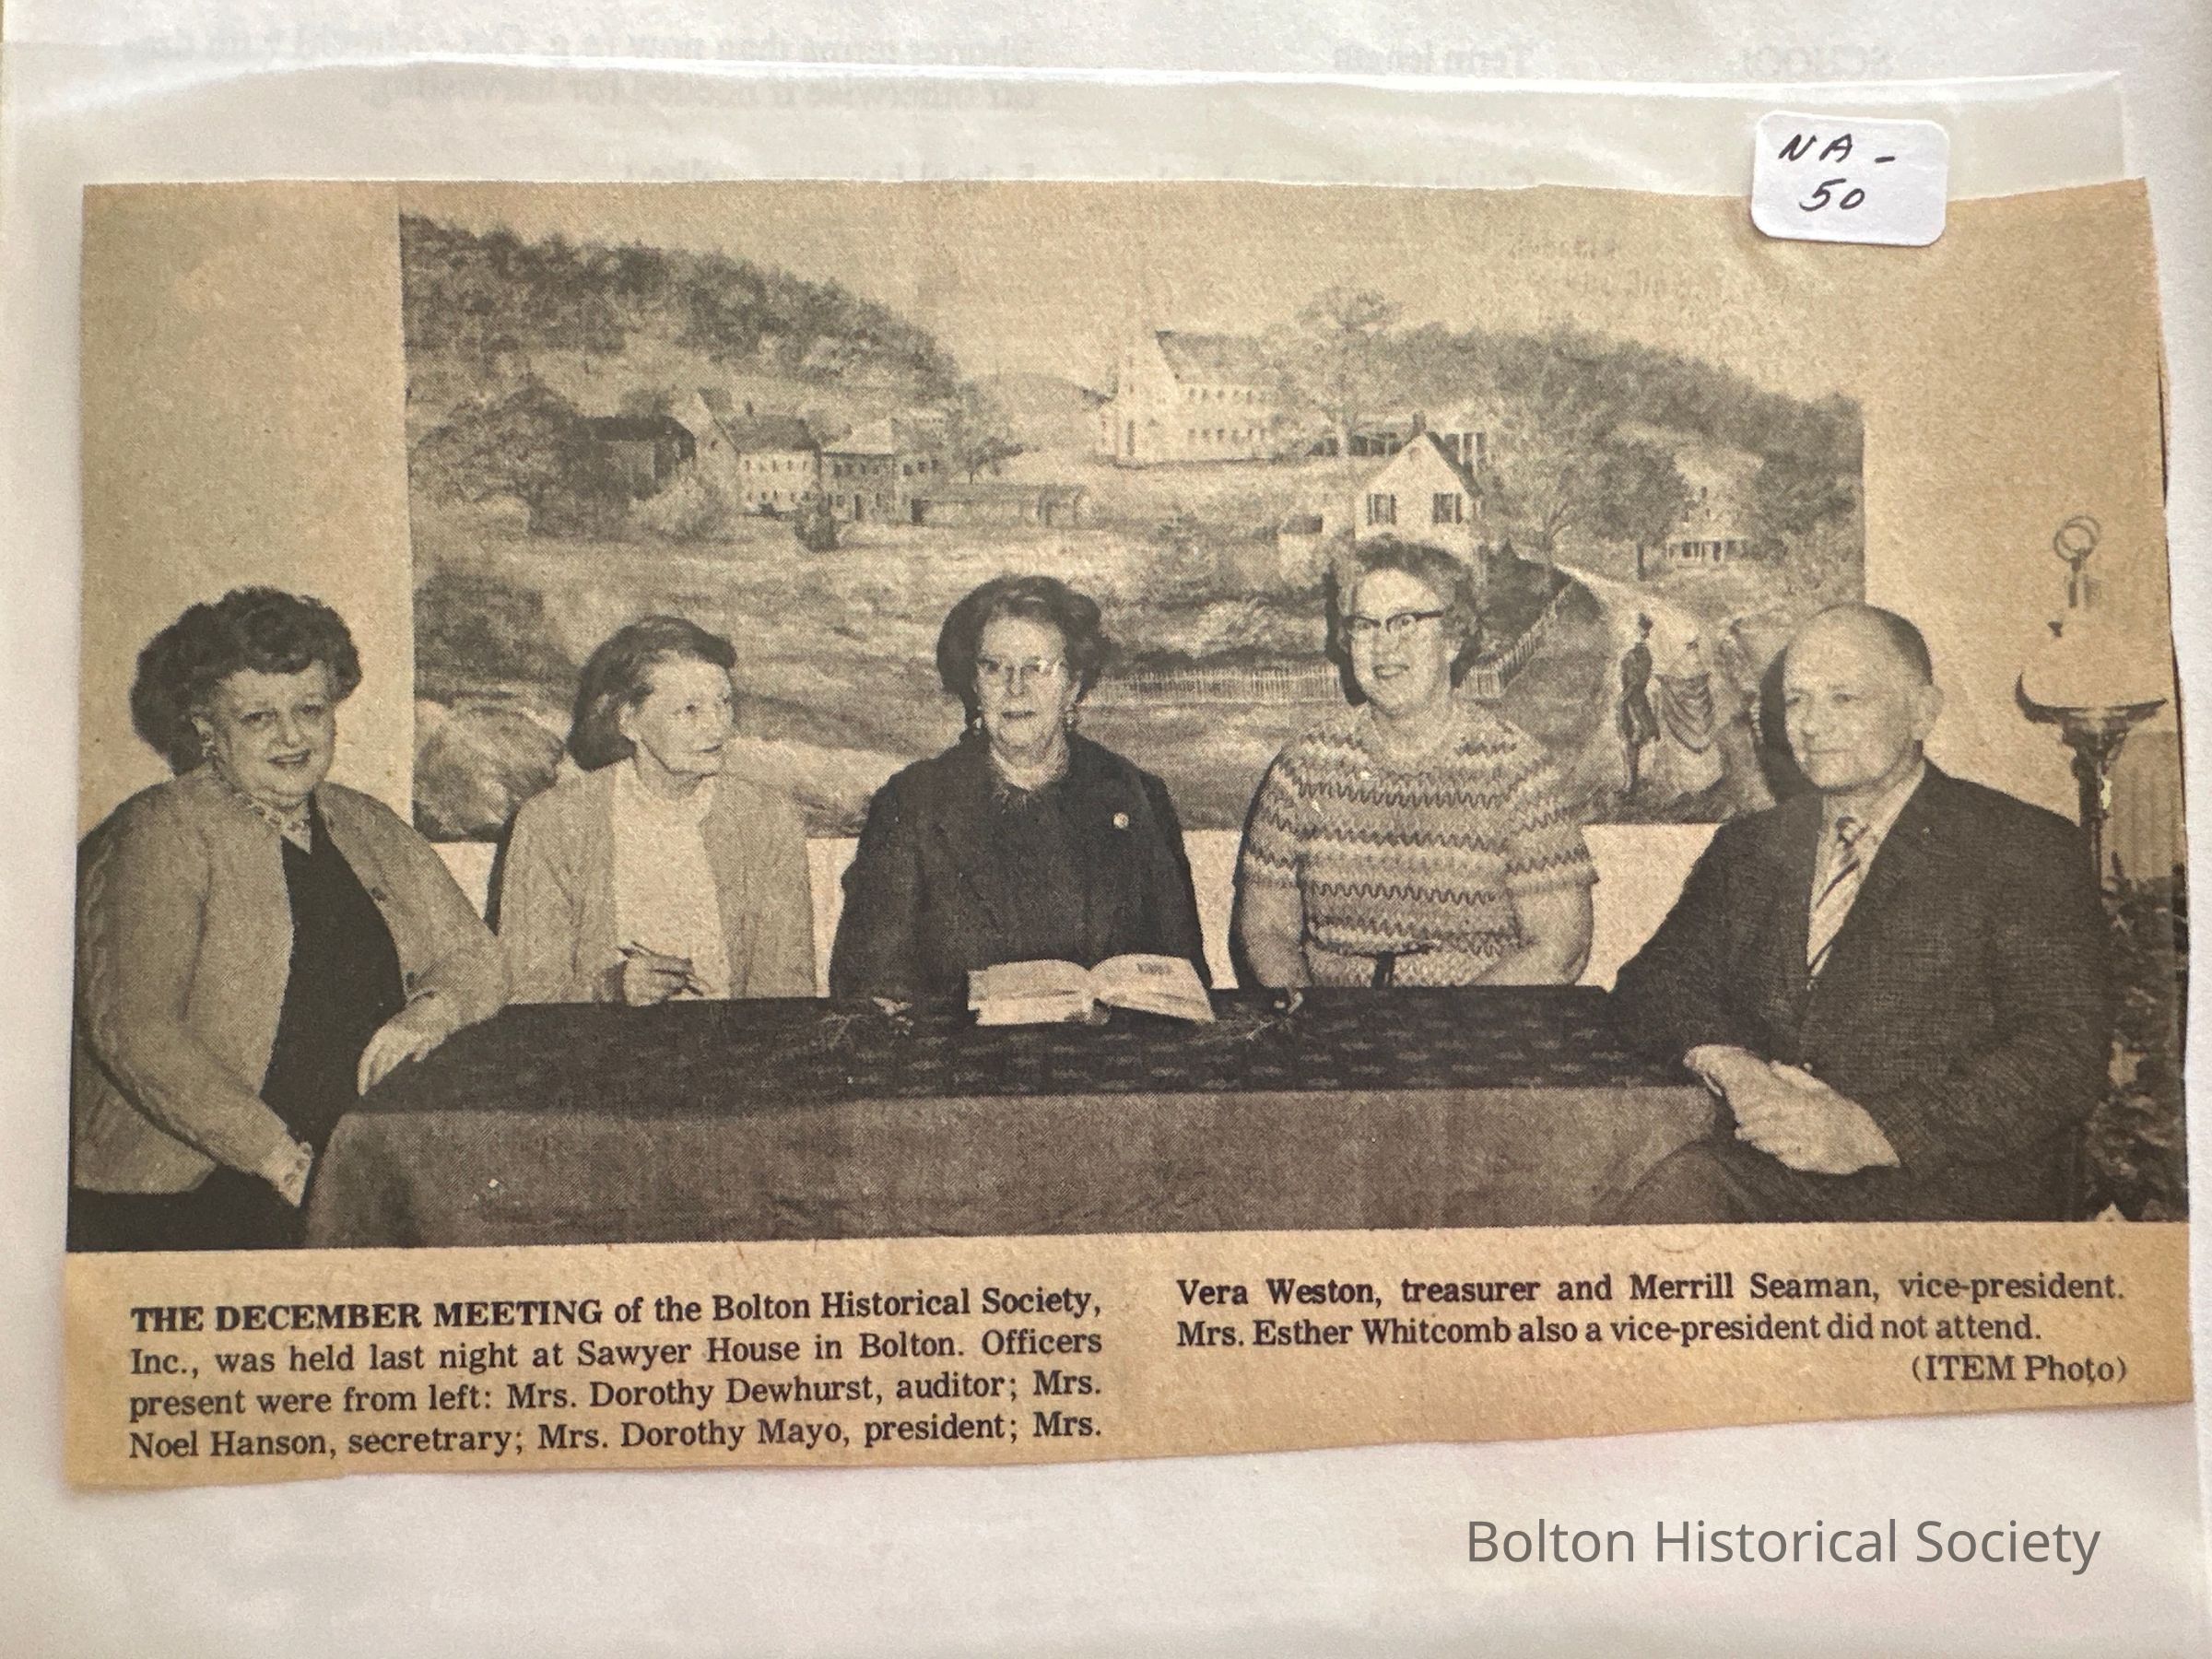 NA-
50
THE DECEMBER MEETING of the Bolton Historical Society,
Inc., was held last night at Sawyer House in Bolton. Officers
present were from left: Mrs. Dorothy Dewhurst, auditor; Mrs.
Noel Hanson, secretrary; Mrs. Dorothy Mayo, president; Mrs.
Vera Weston, treasurer and Merrill Seaman, vice-president.
Mrs. Esther Whitcomb also a vice-president did not attend.
(ITEM Photo)
Bolton Historical Society